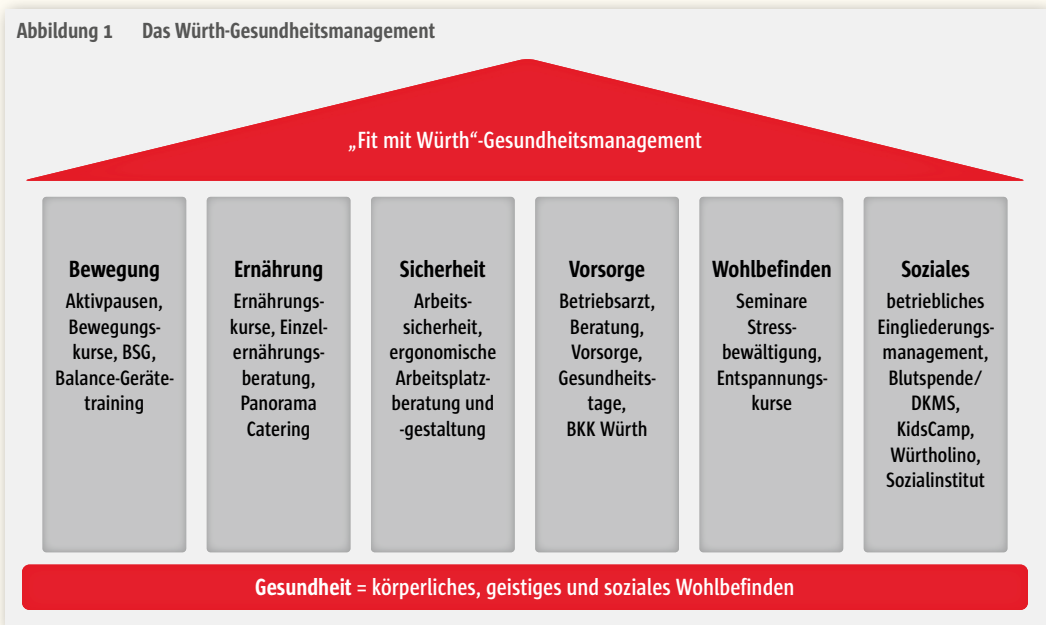 Abbildung 1 Das Würth-Gesundheitsmanagement
„Fit mit Würth“-Gesundheitsmanagement
Bewegung
Aktivpausen,
Bewegungs-
kurse, BSG,
Balance-Geräte-
training
Ernährung
Ernährungs-
kurse, Einzel-
ernährungs-
beratung,
Panorama
Catering
Sicherheit
Arbeits-
sicherheit,
ergonomische
Arbeitsplatz-
beratung und
-gestaltung
Vorsorge
Betriebsarzt,
Beratung,
Vorsorge,
Gesundheits-
tage,
BKK Würth
Wohlbefinden
Seminare
Stress-
bewältigung,
Entspannungs-
kurse
Soziales
betriebliches
Eingliederungs-
management,
Blutspende/
DKMS,
KidsCamp,
Würtholino,
Sozialinstitut
Gesundheit = körperliches, geistiges und soziales Wohlbefinden